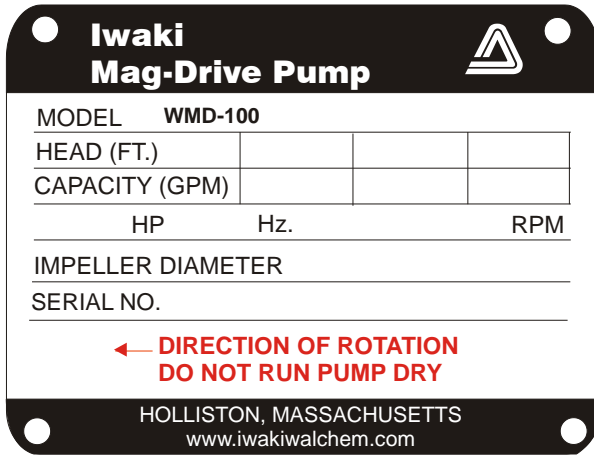 Iwaki
Mag-Drive Pump
MODEL WMD-100
HEAD (FT.)
CAPACITY (GPM)
HP Hz. RPM
IMPELLER DIAMETER
SERIAL NO.
DIRECTION OF ROTATION
DO NOT RUN PUMP DRY
HOLLISTON, MASSACHUSETTS
www.iwakiwalchem.com